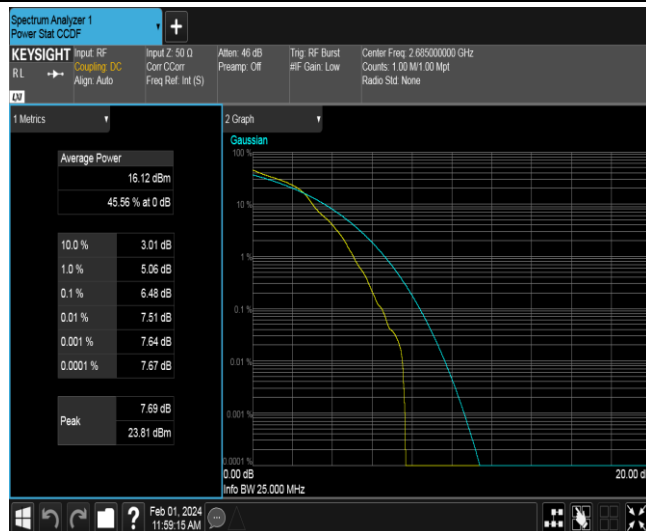 Spectrum Analyzer 1
Power Stat CCDF
+
KEYSIGHT
RL
Input: RF
Coupling: DC
Align: Auto
Input Z: 50 Ω
Corr CCorr
Freq Ref: Int (S)
Atten: 46 dB
Preamp: Off
Trig: RF Burst
#IF Gain: Low
Center Freq: 2.685000000 GHz
Counts: 1.00 M/1.00 Mpt
Radio Std: None
1 Metrics
Average Power
16.12 dBm
45.56 % at 0 dB
10.0 % 3.01 dB
1.0 % 5.06 dB
0.1 % 6.48 dB
0.01 % 7.51 dB
0.001 % 7.64 dB
0.0001 % 7.67 dB
Peak
7.69 dB
23.81 dBm
2 Graph
Gaussian
100 %
10 %
1 %
0.1 %
0.01 %
0.001 %
0.0001 %
0.00 dB 20.00 d
Info BW 25.000 MHz
?
Feb 01, 2024
11:59:15 AM